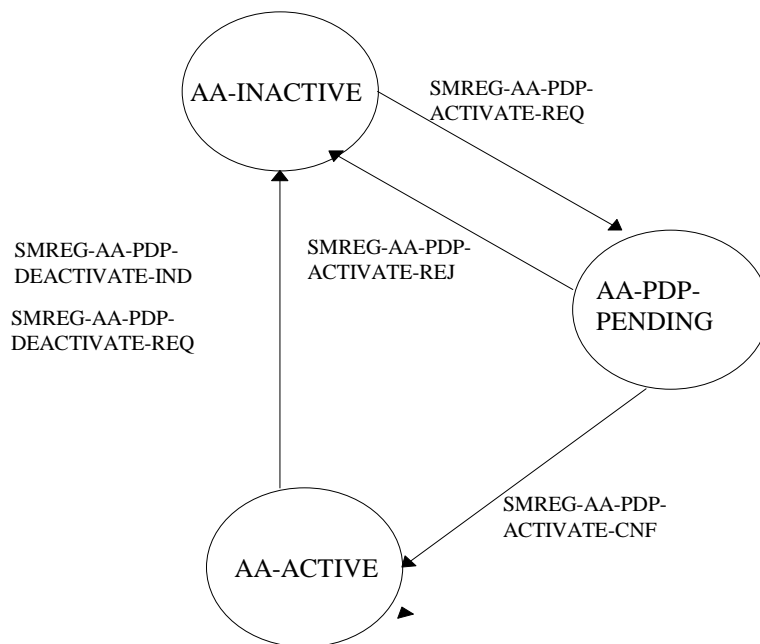 AA-INACTIVE
SMREG-AA-PDP-
ACTIVATE-REQ
SMREG-AA-PDP-
DEACTIVATE-IND
SMREG-AA-PDP-
ACTIVATE-REJ
SMREG-AA-PDP-
DEACTIVATE-REQ
AA-PDP-
PENDING
SMREG-AA-PDP-
ACTIVATE-CNF
AA-ACTIVE